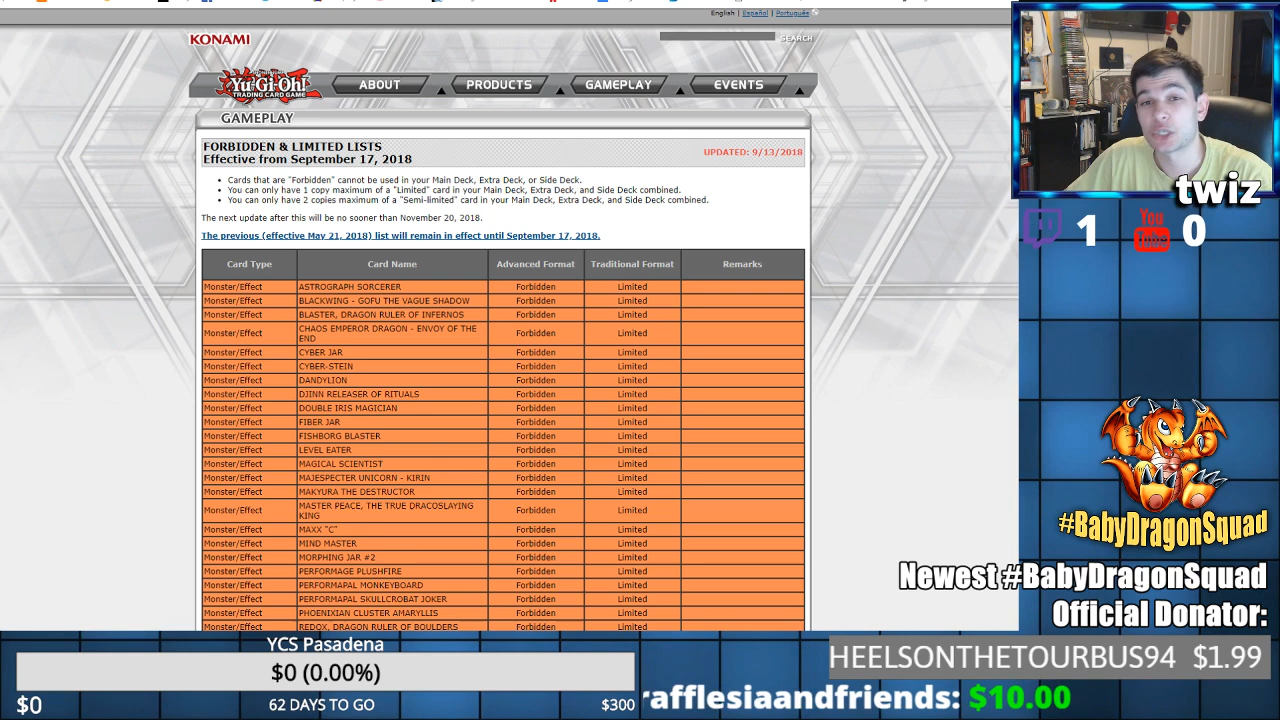 English | Español | Português
KONAMI
SEARCH
Yu-Gi-Oh!
TRADING CARD GAME
ABOUT
PRODUCTS
GAMEPLAY
EVENTS
GAMEPLAY
FORBIDDEN & LIMITED LISTS
Effective from September 17, 2018
UPDATED: 9/13/2018
Cards that are "Forbidden" cannot be used in your Main Deck, Extra Deck, or Side Deck.
You can only have 1 copy maximum of a "Limited" card in your Main Deck, Extra Deck, and Side Deck combined.
You can only have 2 copies maximum of a "Semi-limited" card in your Main Deck, Extra Deck, and Side Deck combined.
The next update after this will be no sooner than November 20, 2018.
The previous (effective May 21, 2018) list will remain in effect until September 17, 2018.
Card Type Card Name Advanced Format Traditional Format Remarks
Monster/Effect ASTROGRAPH SORCERER Forbidden Limited
Monster/Effect BLACKWING - GOFU THE VAGUE SHADOW Forbidden Limited
Monster/Effect BLASTER, DRAGON RULER OF INFERNOS Forbidden Limited
Monster/Effect CHAOS EMPEROR DRAGON - ENVOY OF THE END Forbidden Limited
Monster/Effect CYBER JAR Forbidden Limited
Monster/Effect CYBER-STEIN Forbidden Limited
Monster/Effect DANDYLION Forbidden Limited
Monster/Effect DJINN RELEASER OF RITUALS Forbidden Limited
Monster/Effect DOUBLE IRIS MAGICIAN Forbidden Limited
Monster/Effect FIBER JAR Forbidden Limited
Monster/Effect FISHBORG BLASTER Forbidden Limited
Monster/Effect LEVEL EATER Forbidden Limited
Monster/Effect MAGICAL SCIENTIST Forbidden Limited
Monster/Effect MAJESPECTER UNICORN - KIRIN Forbidden Limited
Monster/Effect MAKYURA THE DESTRUCTOR Forbidden Limited
Monster/Effect MASTER PEACE, THE TRUE DRACOSLAYING KING Forbidden Limited
Monster/Effect MAXX "C" Forbidden Limited
Monster/Effect MIND MASTER Forbidden Limited
Monster/Effect MORPHING JAR #2 Forbidden Limited
Monster/Effect PERFORMAGE PLUSHFIRE Forbidden Limited
Monster/Effect PERFORMAPAL MONKEYBOARD Forbidden Limited
Monster/Effect PERFORMAPAL SKULLCROBAT JOKER Forbidden Limited
Monster/Effect PHOENIXIAN CLUSTER AMARYLLIS Forbidden Limited
Monster/Effect REDOX, DRAGON RULER OF BOULDERS Forbidden Limited
twiz
1
You Tube
0
#BabyDragonSquad
Newest #BabyDragonSquad
Official Donator:
HEELSONTHETOURBUS94 $1.99
rafflesiaandfriends: $10.00
YCS Pasadena
$0 (0.00%)
$0
62 DAYS TO GO
$300